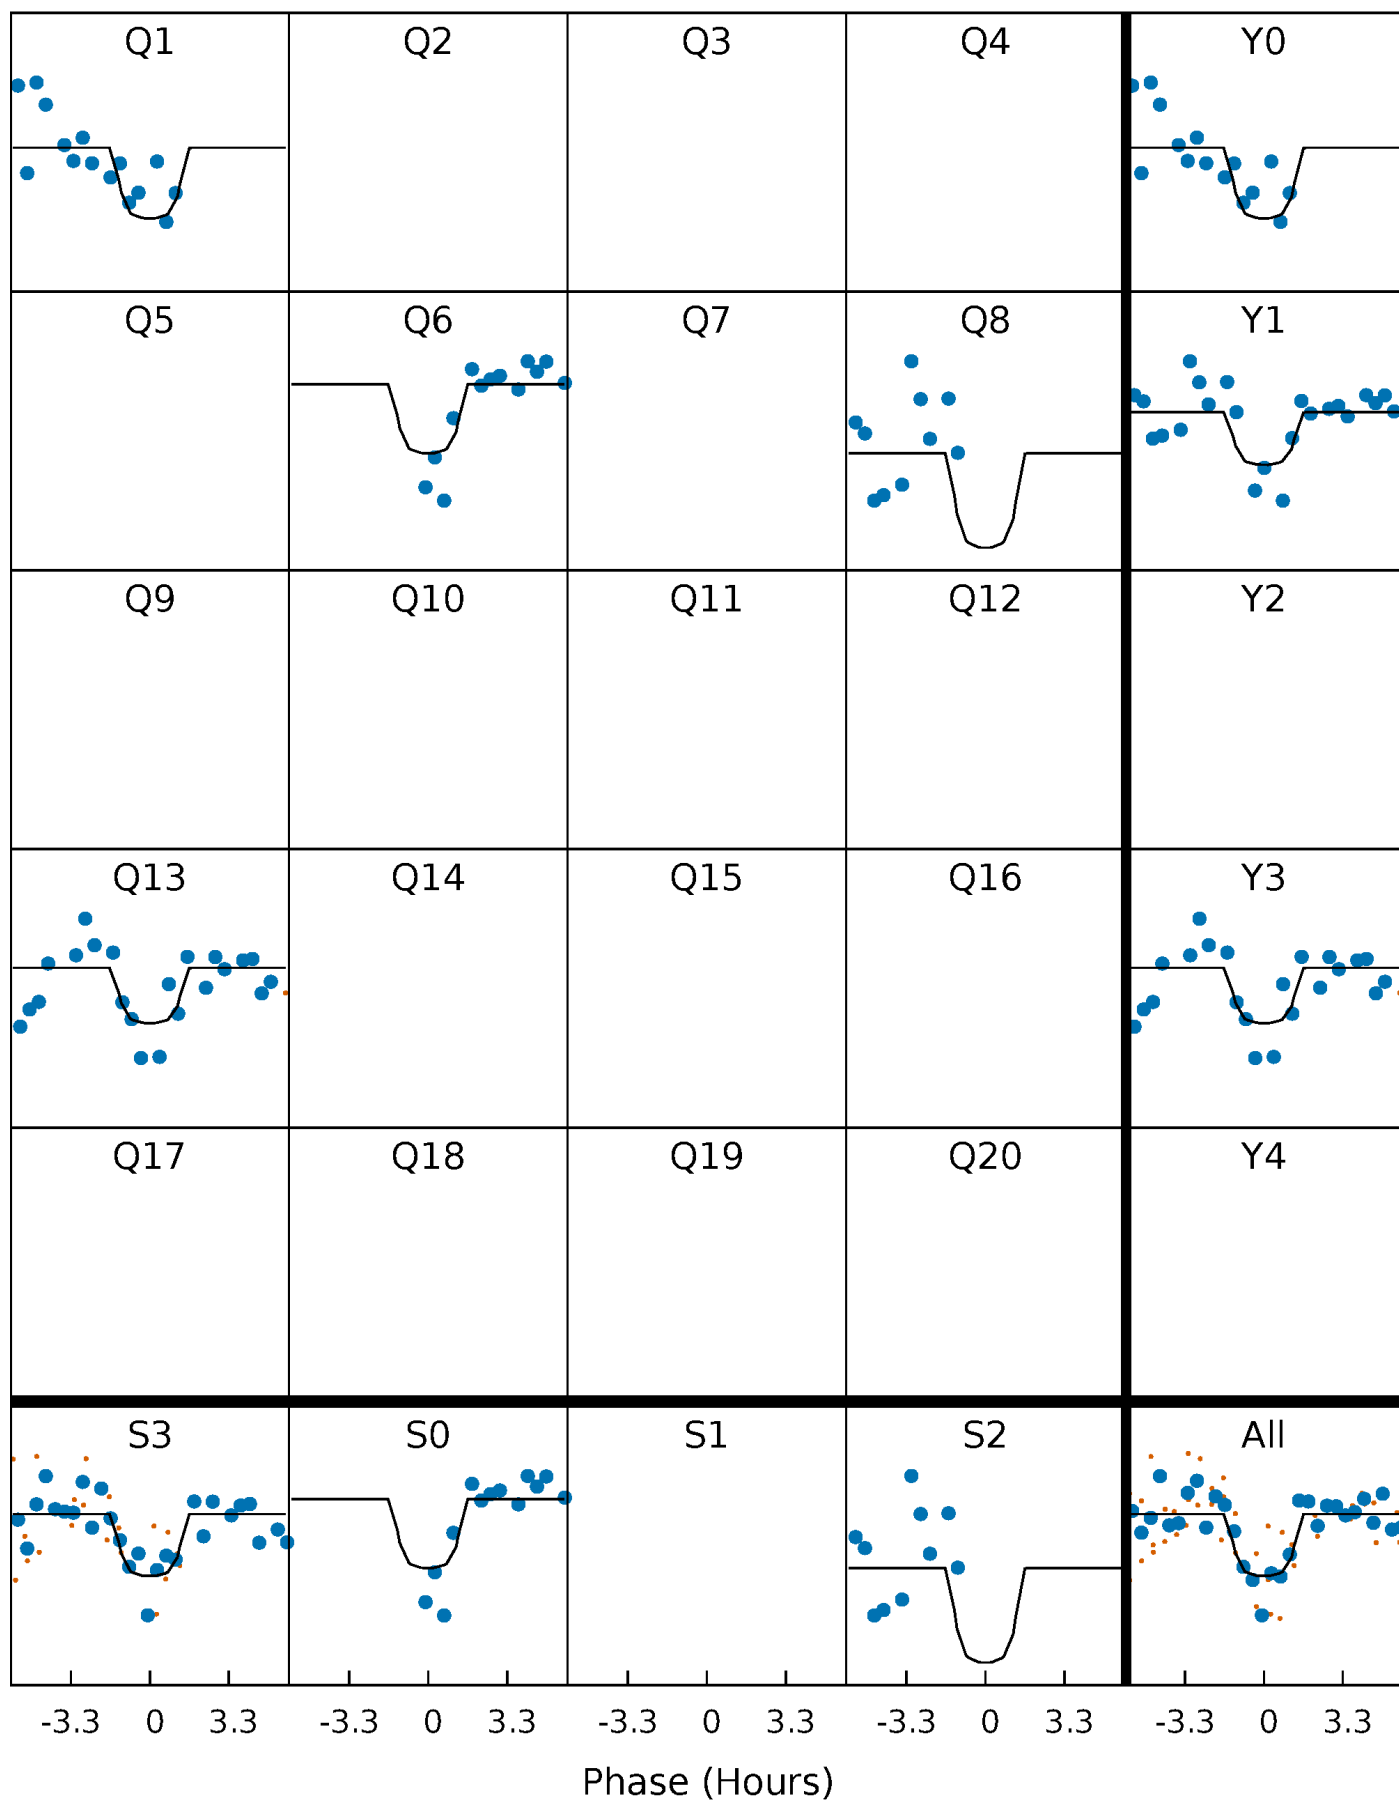 Q1 Q2 Q3 Q4 Y0
Q5 Q6 Q7 Q8 Y1
Q9 Q10 Q11 Q12 Y2
Q13 Q14 Q15 Q16 Y3
Q17 Q18 Q19 Q20 Y4
S3 S0 S1 S2 All
-3.3 0 3.3 -3.3 0 3.3 -3.3 0 3.3 -3.3 0 3.3 -3.3 0 3.3
Phase (Hours)